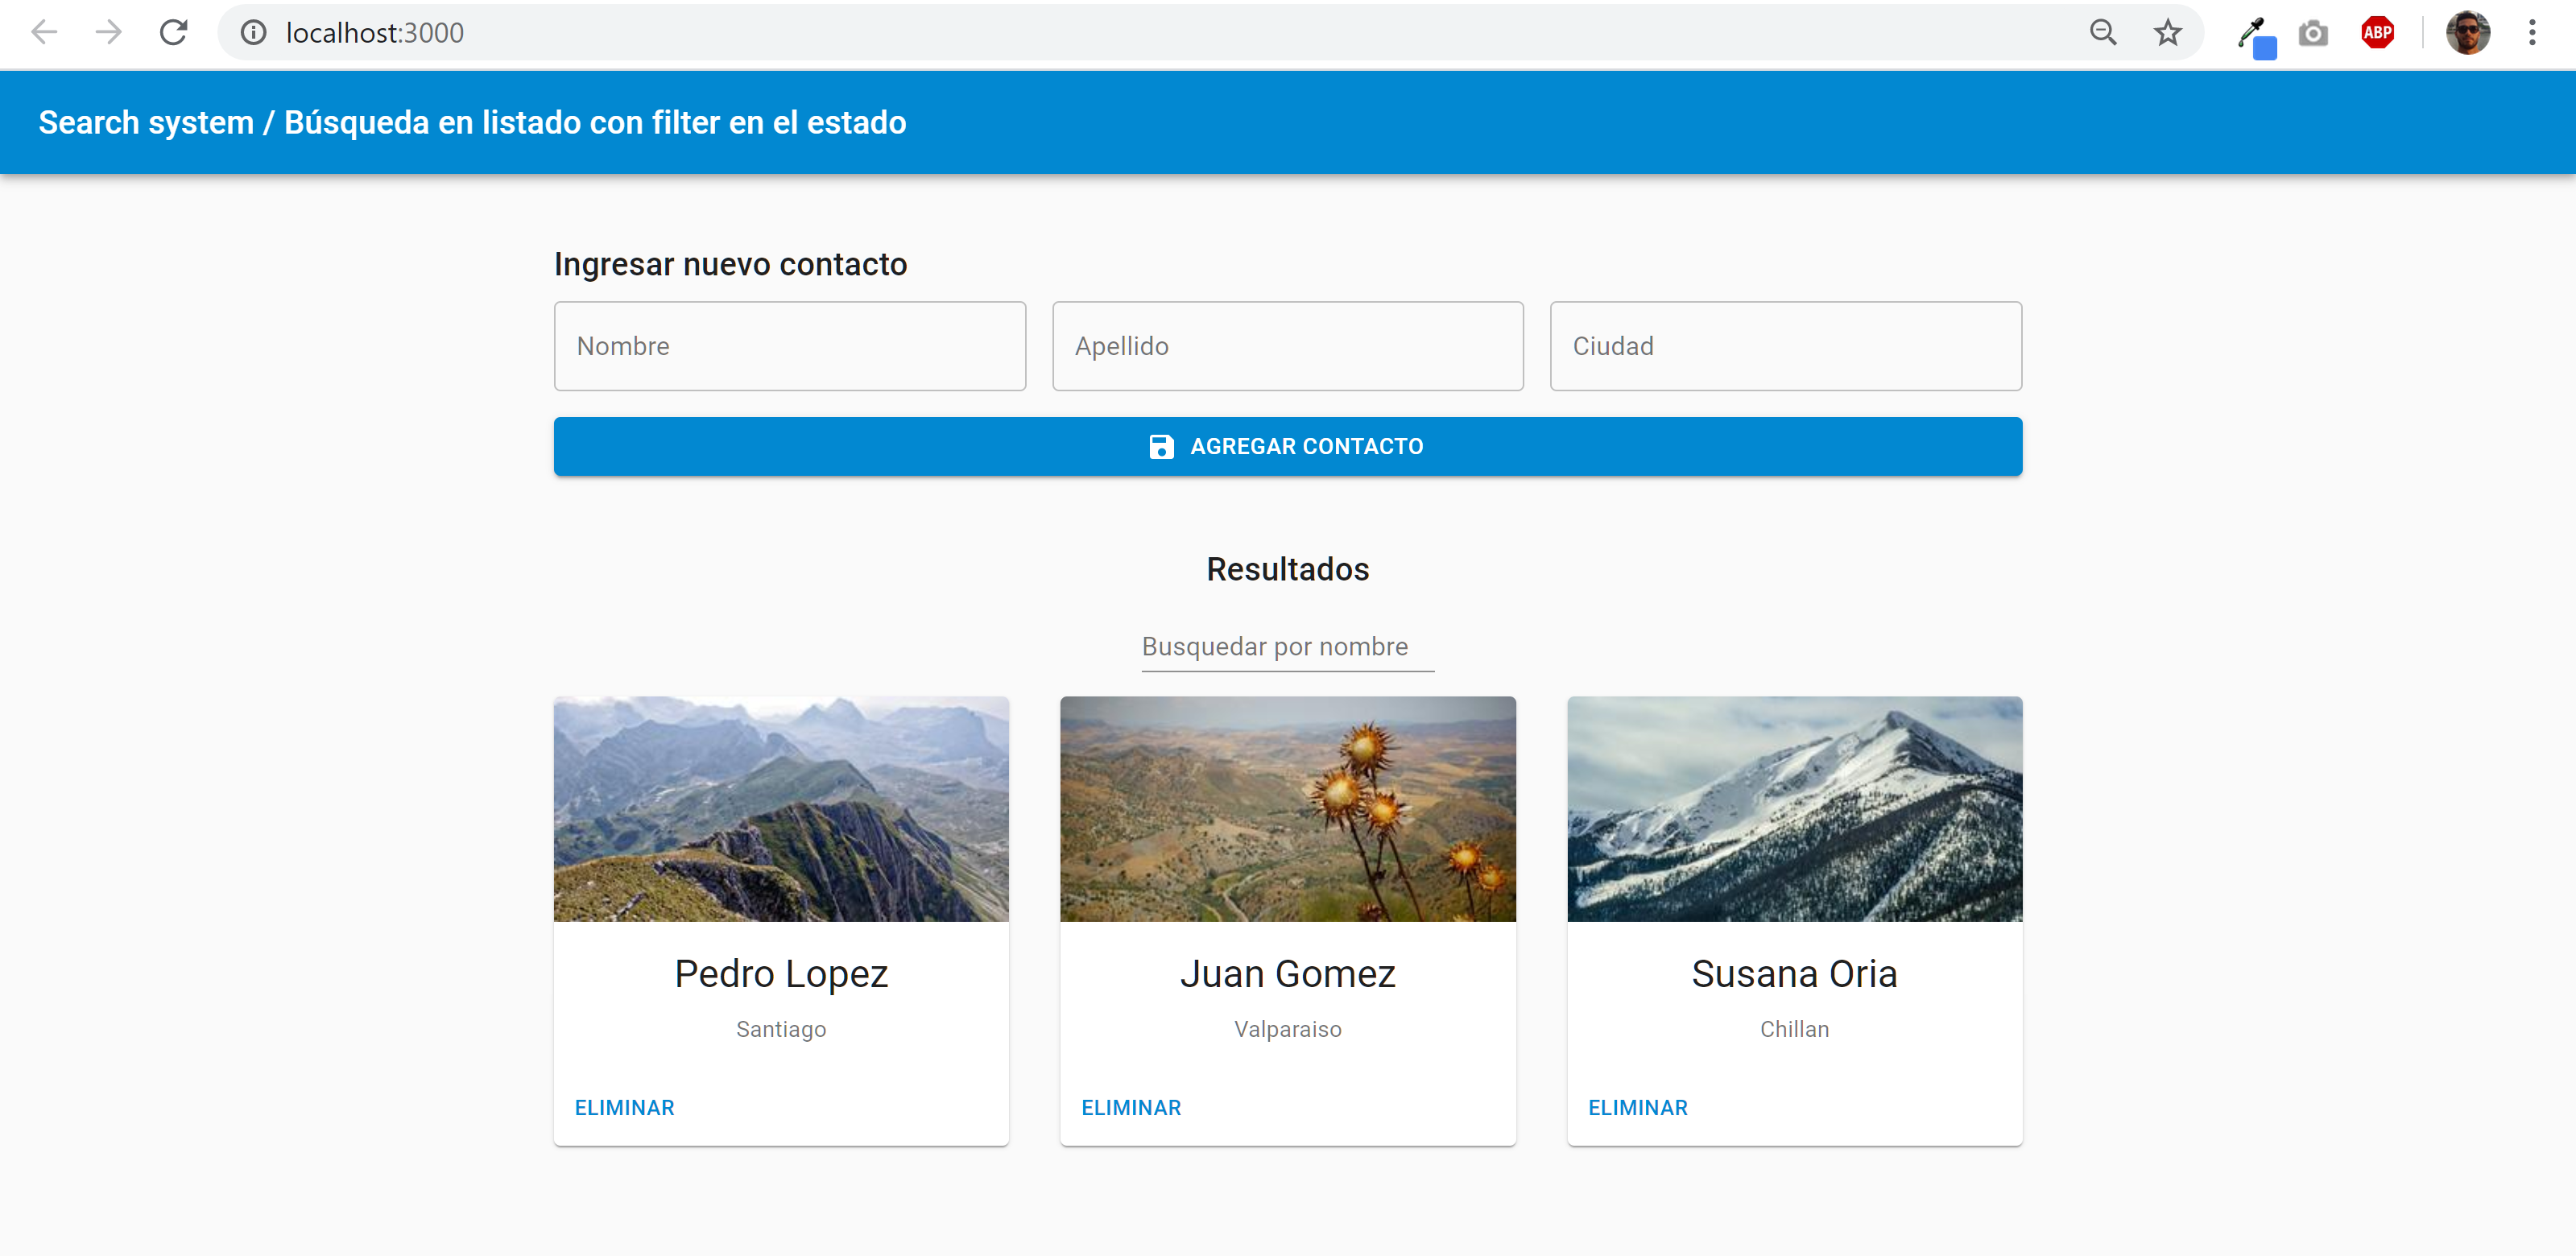 localhost:3000
ABP
Search system / Búsqueda en listado con filter en el estado
Ingresar nuevo contacto
Nombre
Apellido
Ciudad
AGREGAR CONTACTO
Resultados
Busquedar por nombre
Pedro Lopez
Santiago
ELIMINAR
Juan Gomez
Valparaiso
ELIMINAR
Susana Oria
Chillan
ELIMINAR